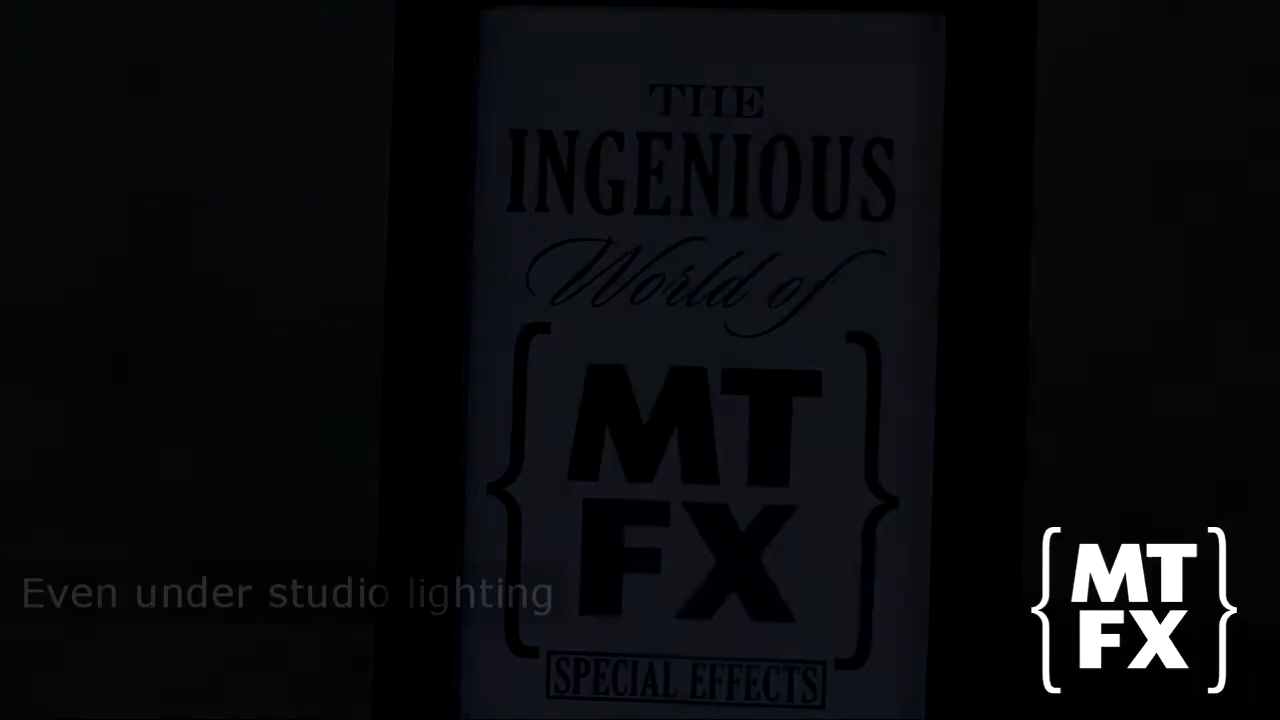 THE
INGENIOUS
World of
MT
FX
SPECIAL EFFECTS
Even under studio lighting
MT
FX